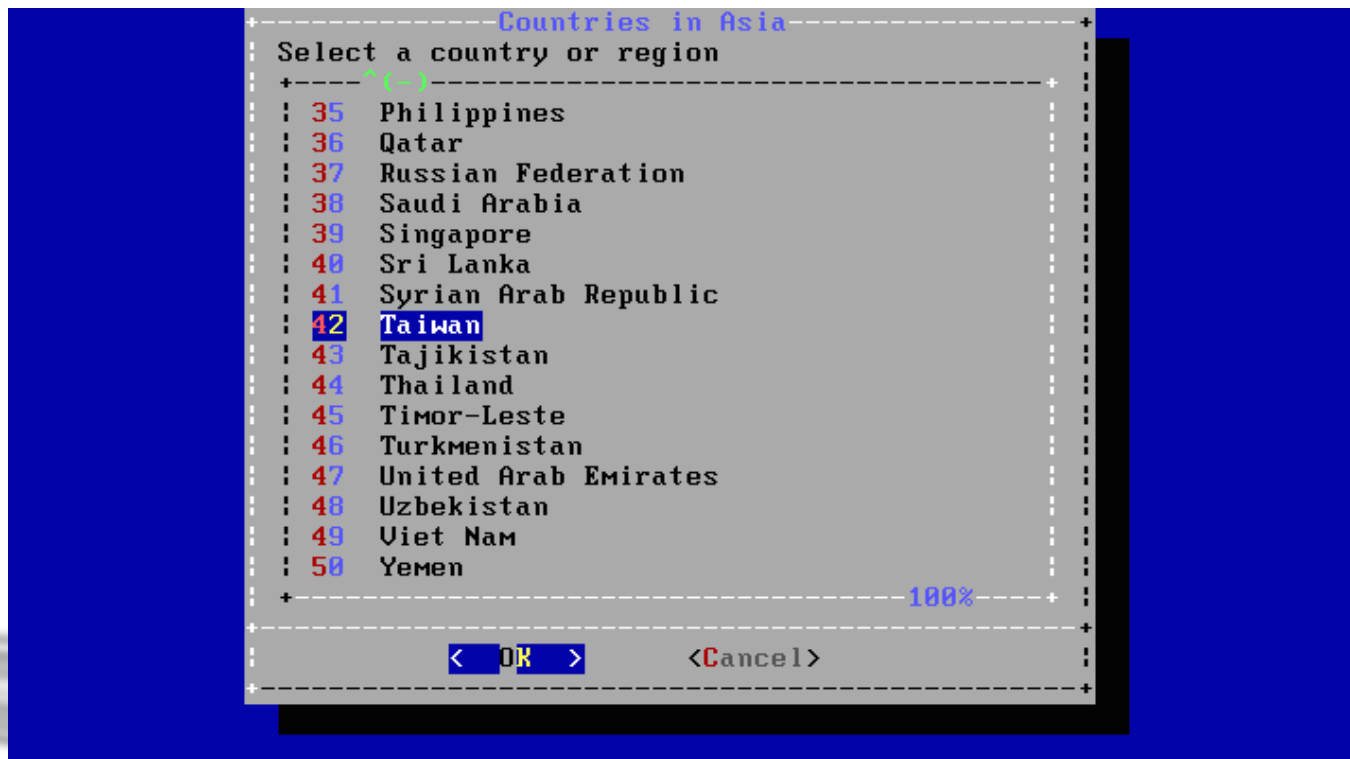 Countries in Asia
Select a country or region
^(-)
35 Philippines
36 Qatar
37 Russian Federation
38 Saudi Arabia
39 Singapore
40 Sri Lanka
41 Syrian Arab Republic
42 Taiwan
43 Tajikistan
44 Thailand
45 Timor-Leste
46 Turkmenistan
47 United Arab Emirates
48 Uzbekistan
49 Viet Nam
50 Yemen
100%
< OK > <Cancel>